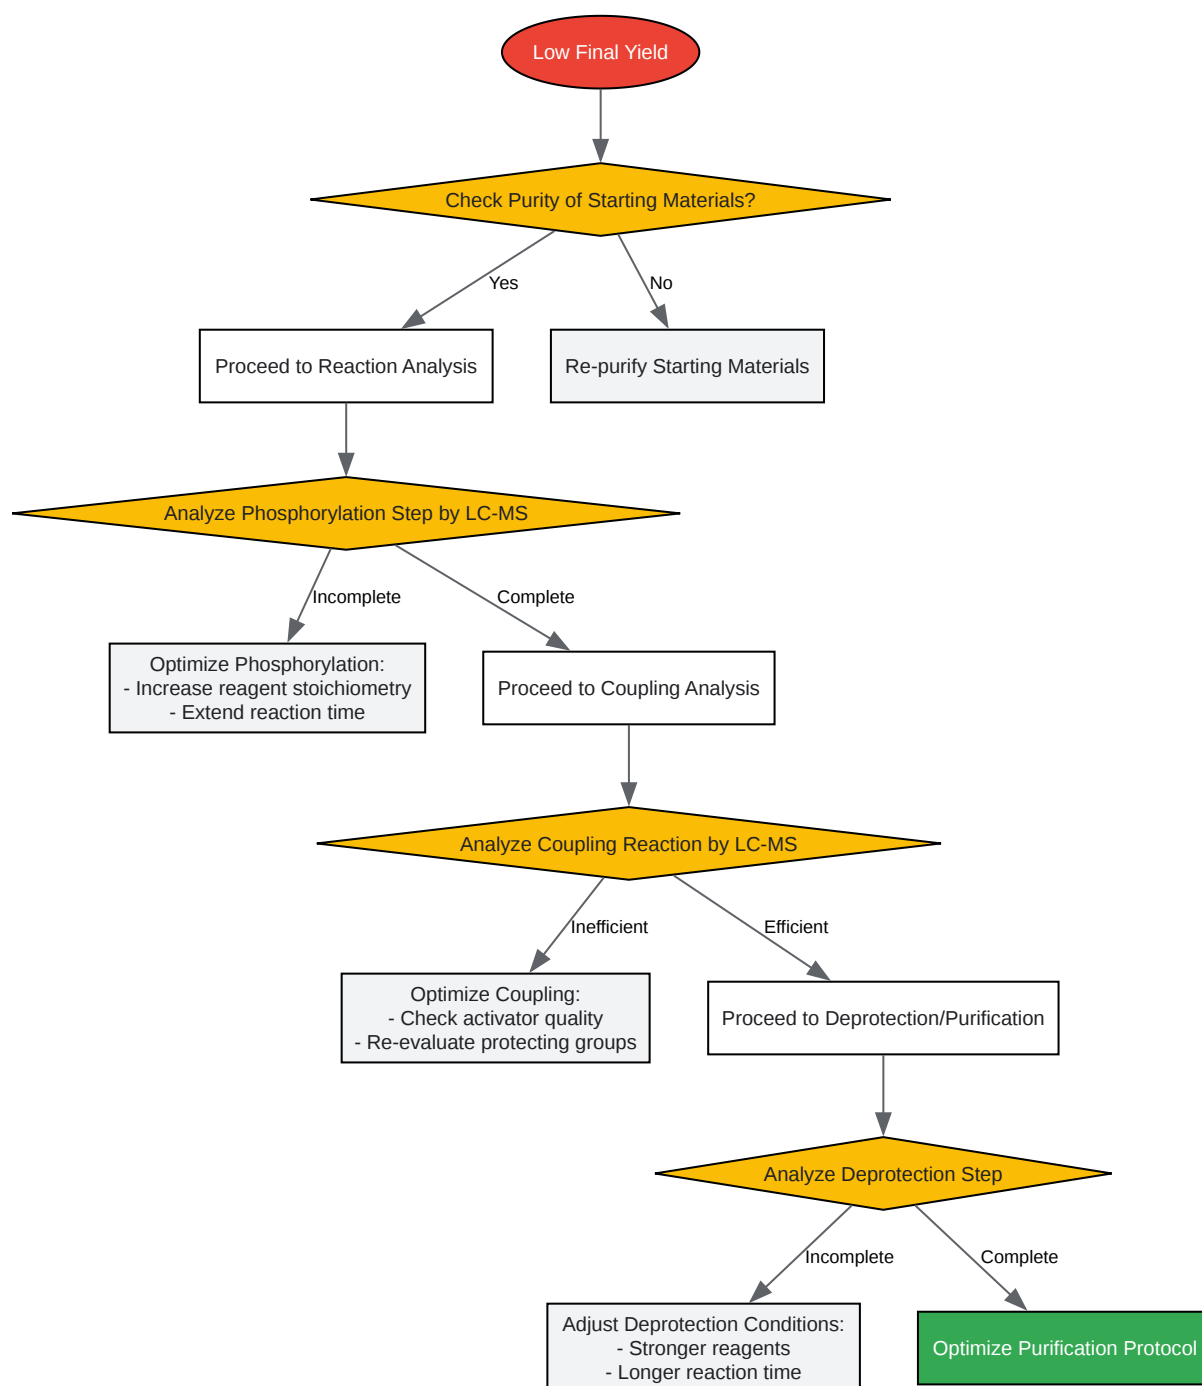 Low Final Yield
Check Purity of Starting Materials?
Yes
No
Proceed to Reaction Analysis
Re-purify Starting Materials
Analyze Phosphorylation Step by LC-MS
Incomplete
Complete
Optimize Phosphorylation:
- Increase reagent stoichiometry
- Extend reaction time
Proceed to Coupling Analysis
Analyze Coupling Reaction by LC-MS
Inefficient
Efficient
Optimize Coupling:
- Check activator quality
- Re-evaluate protecting groups
Proceed to Deprotection/Purification
Analyze Deprotection Step
Incomplete
Complete
Adjust Deprotection Conditions:
- Stronger reagents
- Longer reaction time
Optimize Purification Protocol